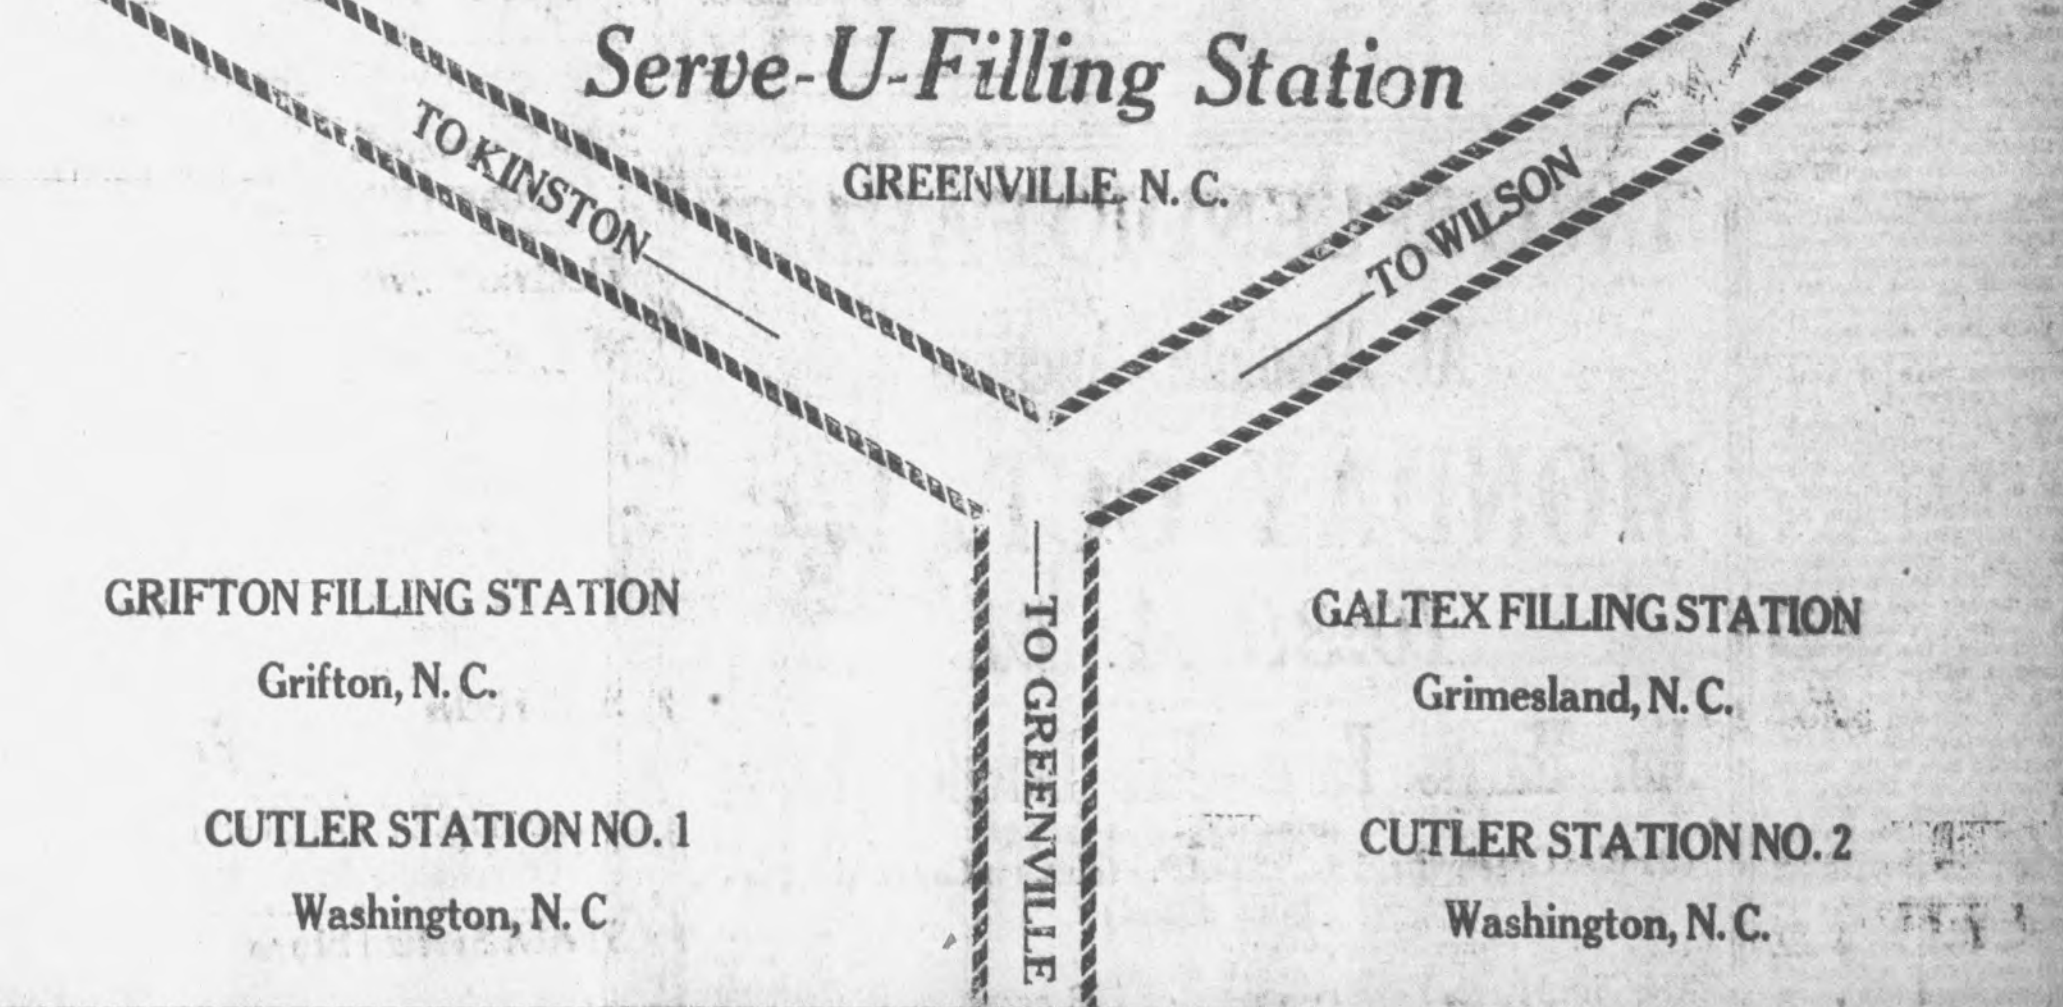 Serve-U-Filling Station
GREENVILLE, N. C.
TO KINSTON
TO WILSON
TO GREENVILLE
GRIFTON FILLING STATION
Grifton, N. C.
GALTEX FILLING STATION
Grimesland, N. C.
CUTLER STATION NO. 1
Washington, N. C
CUTLER STATION NO. 2
Washington, N. C.